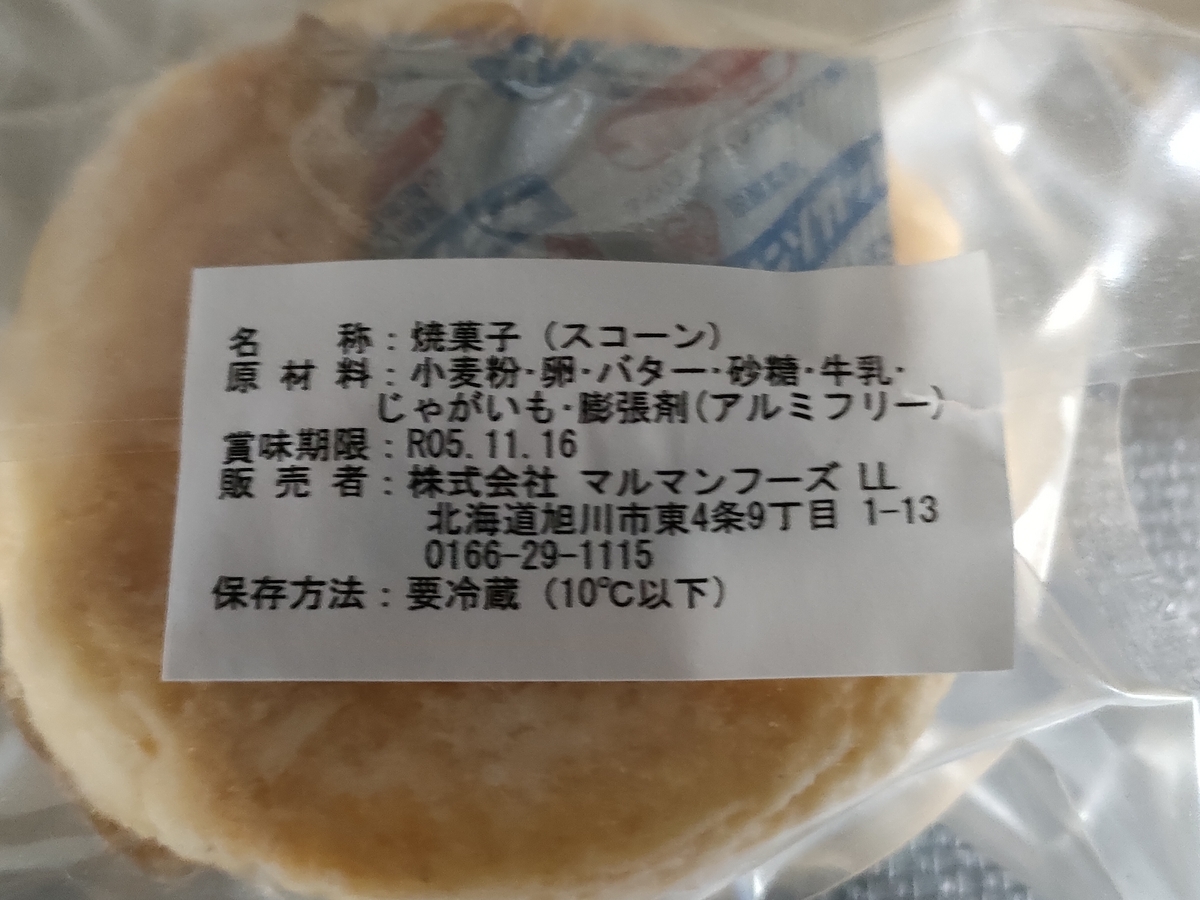 名　　称：焼菓子（スコーン）
原 材 料：小麦粉・卵・バター・砂糖・牛乳・
じゃがいも・膨張剤（アルミフリー）
賞味期限：R05.11.16
販 売 者：株式会社 マルマンフーズ LL
北海道旭川市東4条9丁目 1-13
0166-29-1115
保存方法：要冷蔵（10℃以下）